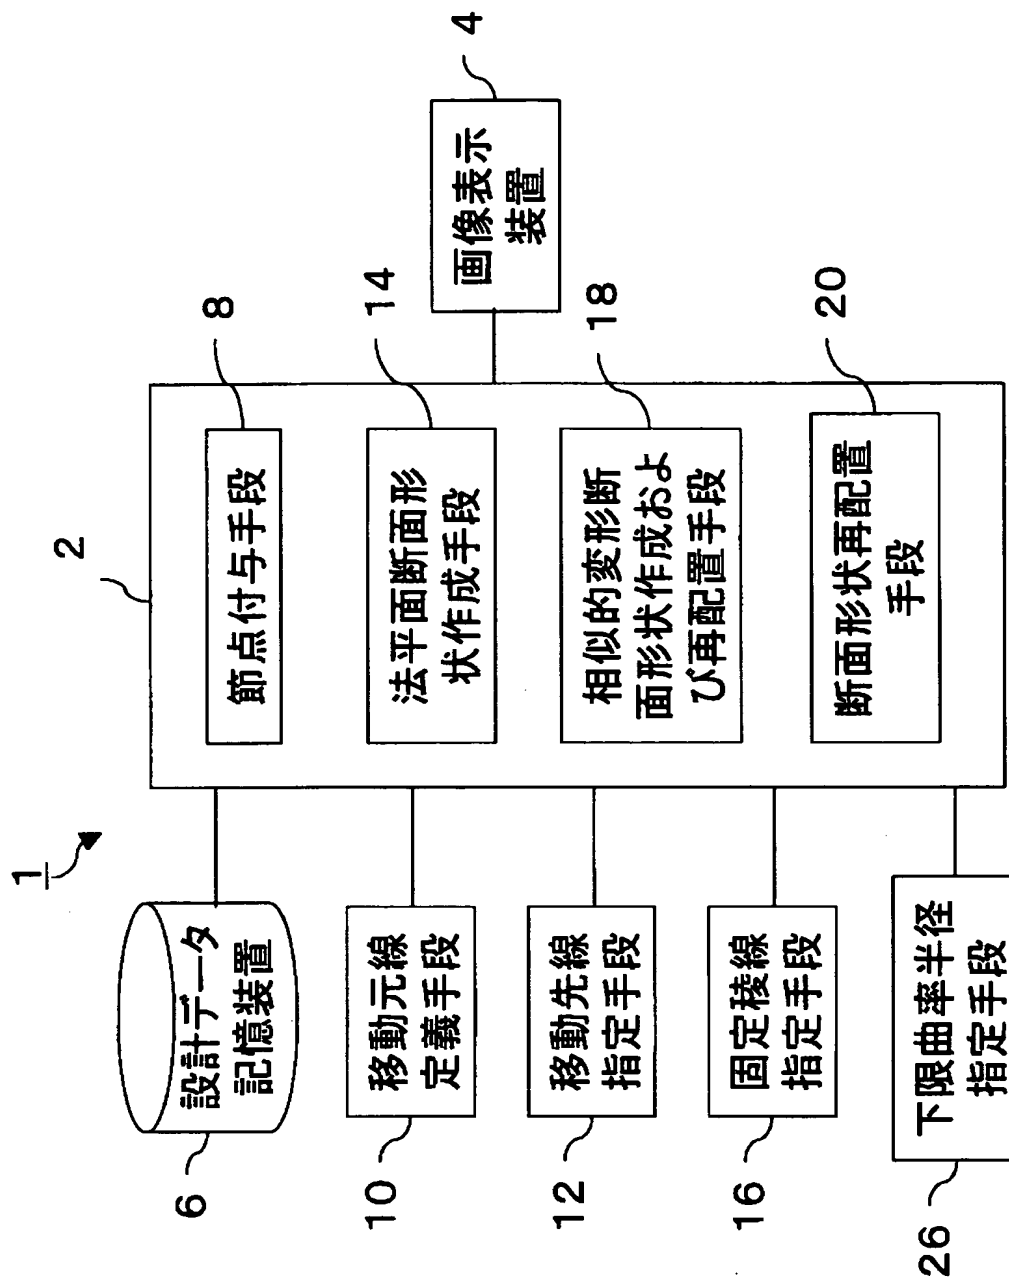 1
2
設計データ
記憶装置
6
移動元線
定義手段
10
移動先線
指定手段
12
固定稜線
指定手段
16
下限曲率半径
指定手段
26
節点付与手段
8
法平面断面形
状作成手段
14
相似的変形断
面形状作成およ
び再配置手段
18
断面形状再配置
手段
20
画像表示
装置
4